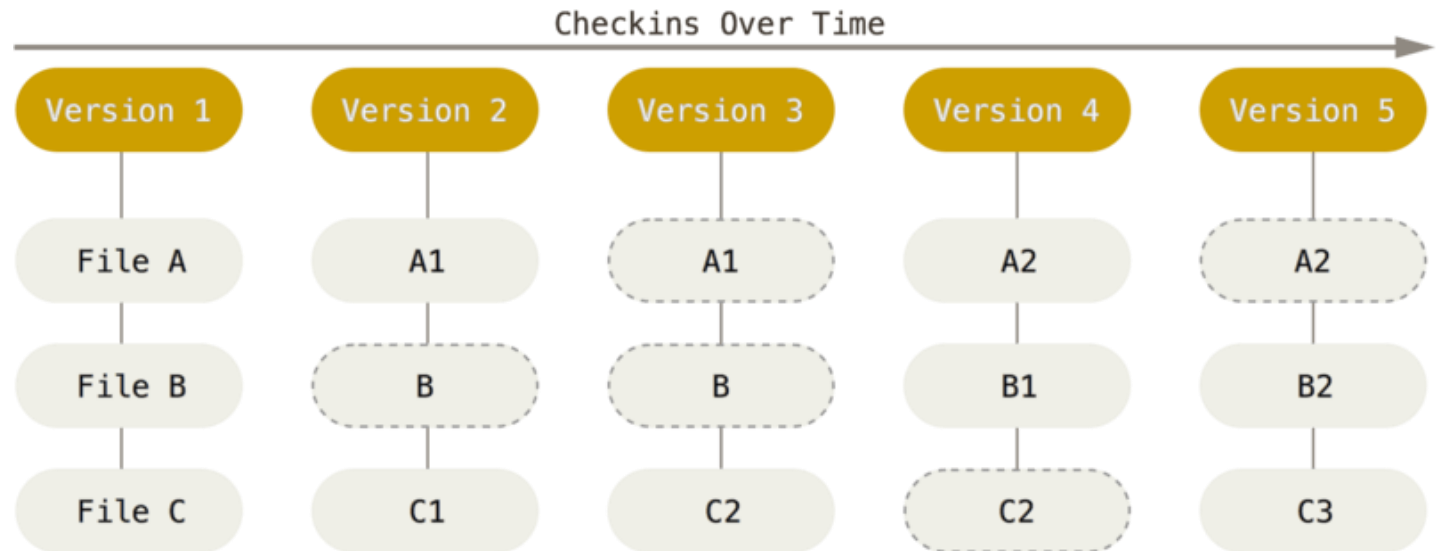 Checkins Over Time
Version 1 Version 2 Version 3 Version 4 Version 5
File A A1 A1 A2 A2
File B B B B1 B2
File C C1 C2 C2 C3